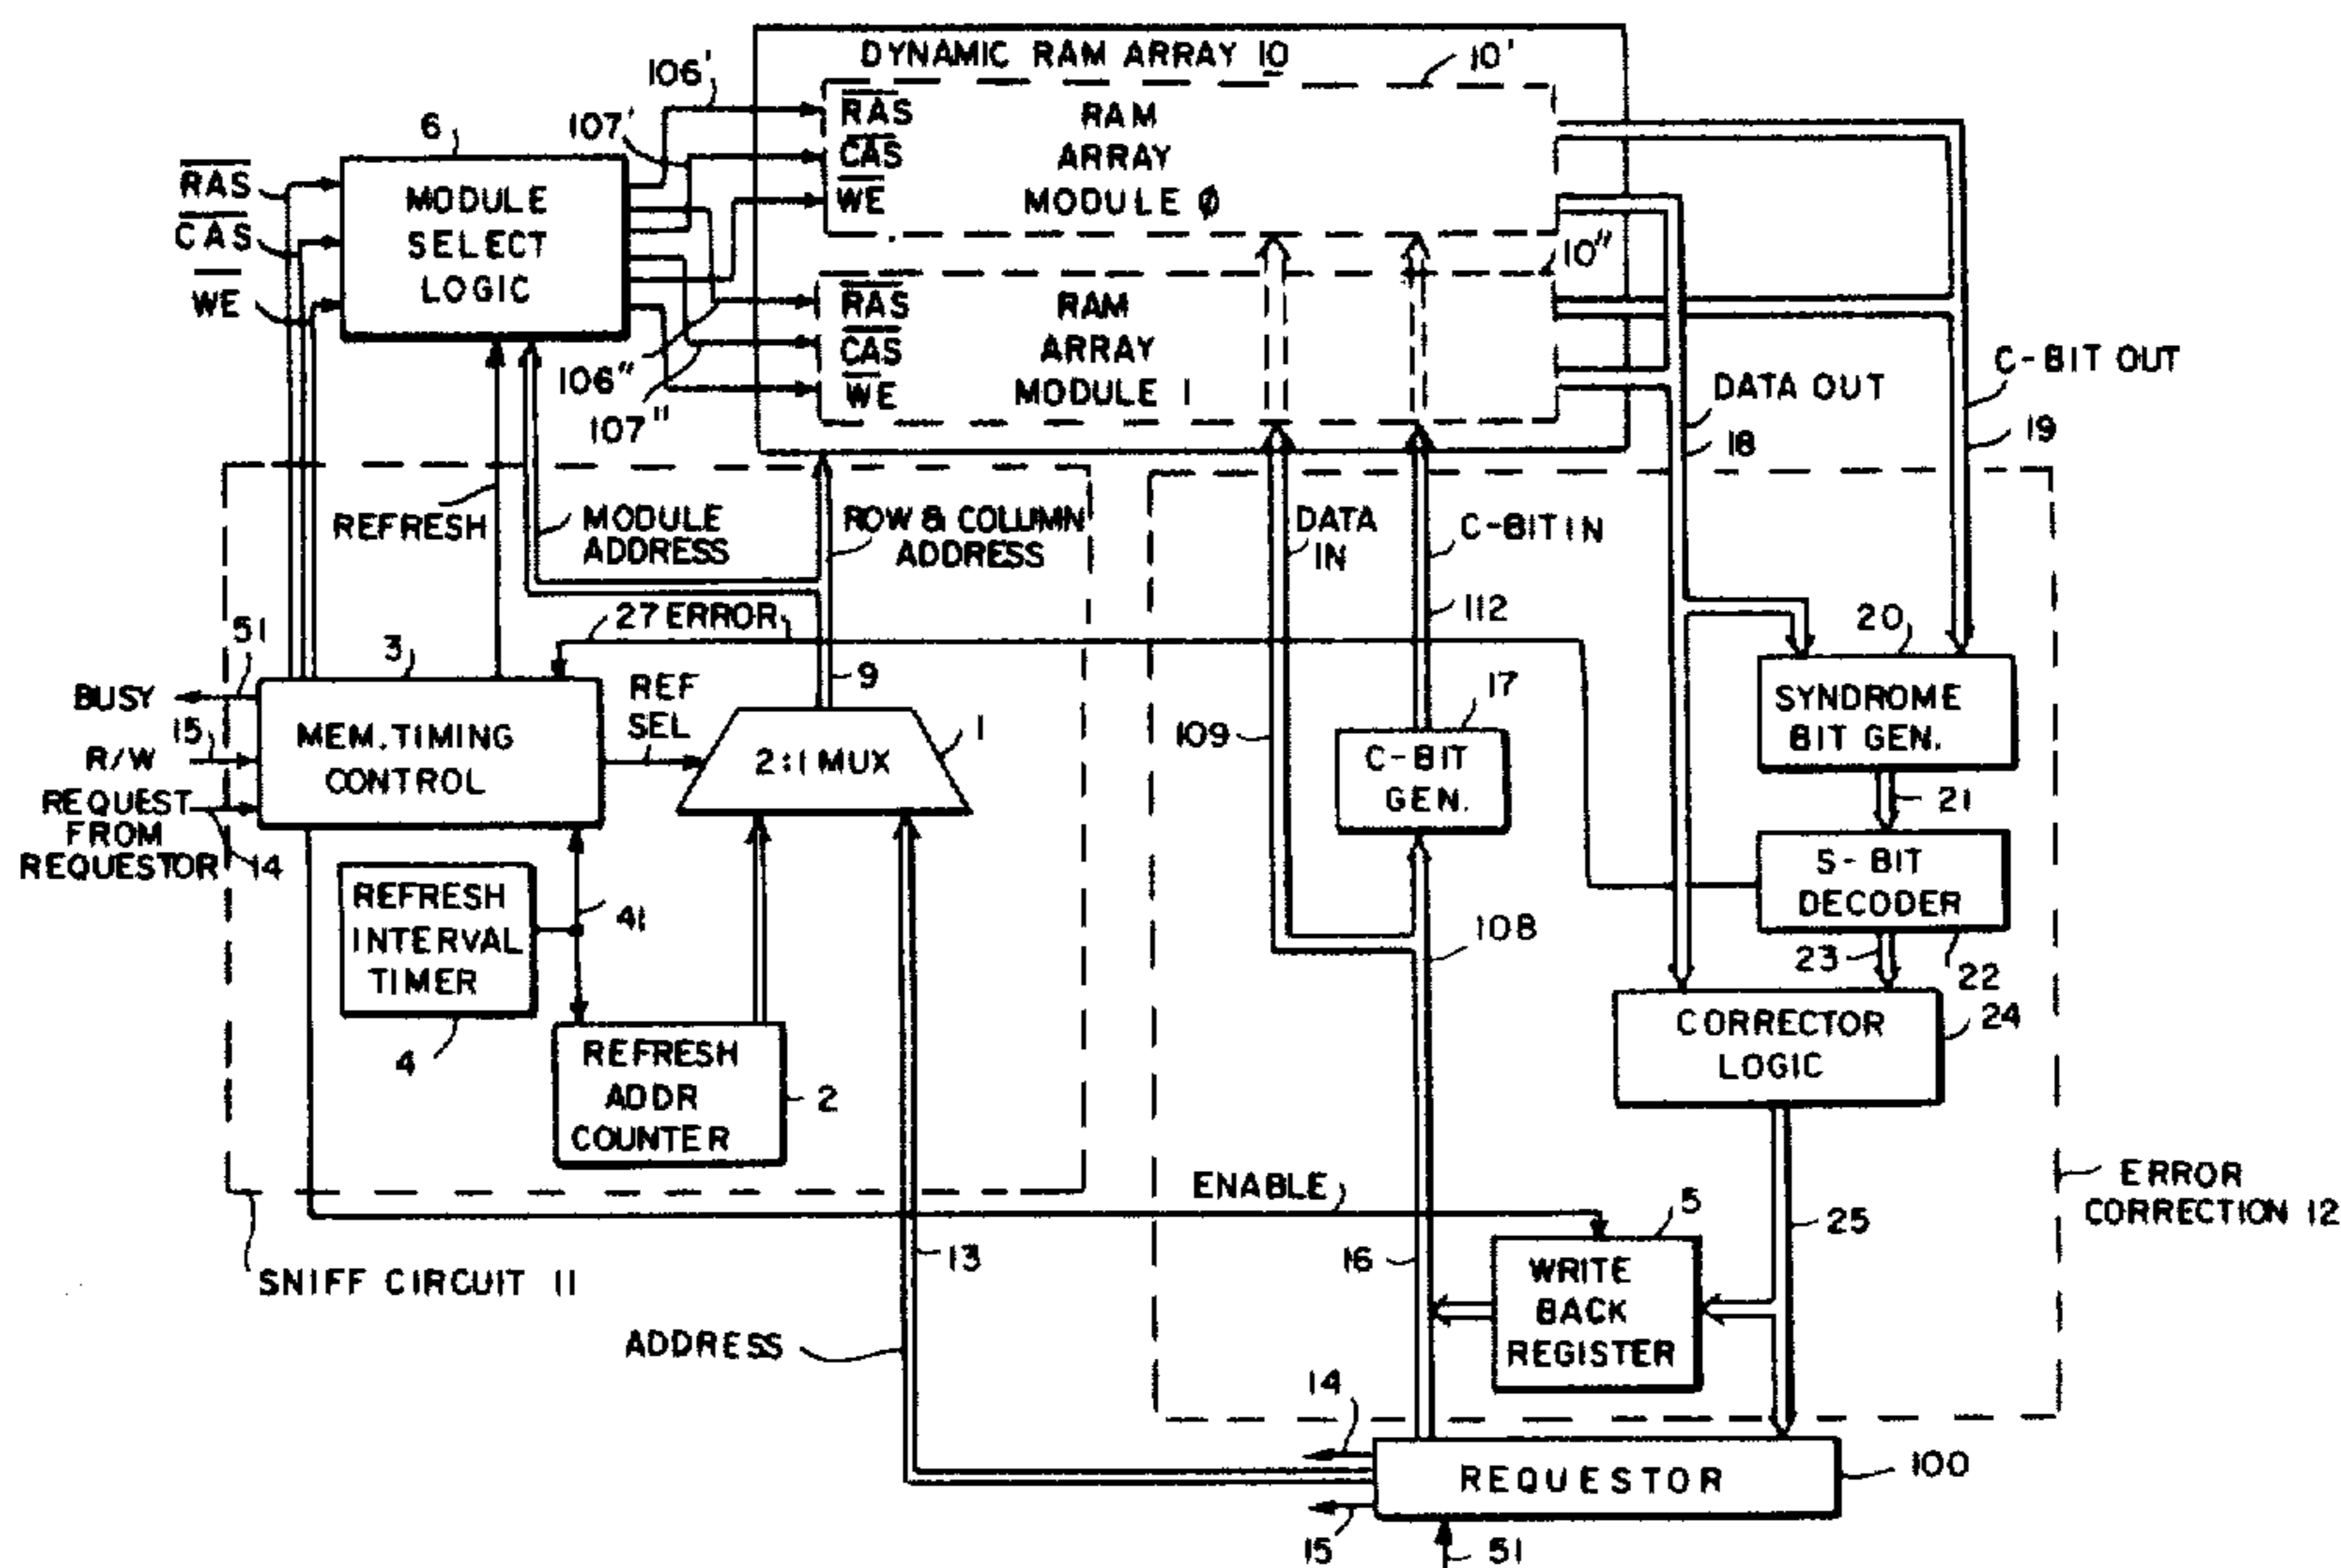 DYNAMIC RAM ARRAY 10
10'
106'
RAS
CAS
WE
RAM
ARRAY
MODULE 0
6
107'
RAS
CAS
WE
MODULE
SELECT
LOGIC
10"
RAS
CAS
WE
RAM
ARRAY
MODULE 1
106"
107"
C-BIT OUT
DATA OUT
19
18
REFRESH
MODULE
ADDRESS
ROW & COLUMN
ADDRESS
DATA
IN
C-BIT IN
27 ERROR
112
20
51
3
9
17
BUSY
15
R/W
REQUEST
FROM
REQUESTOR
14
MEM. TIMING
CONTROL
REF
SEL
2:1 MUX
1
109
C-BIT
GEN.
SYNDROME
BIT GEN.
21
REFRESH
INTERVAL
TIMER
41
4
S-BIT
DECODER
108
23
22
REFRESH
ADDR
COUNTER
2
CORRECTOR
LOGIC
24
ERROR
CORRECTION 12
ENABLE
5
25
13
16
SNIFF CIRCUIT 11
WRITE
BACK
REGISTER
ADDRESS
14
REQUESTOR
100
15
51